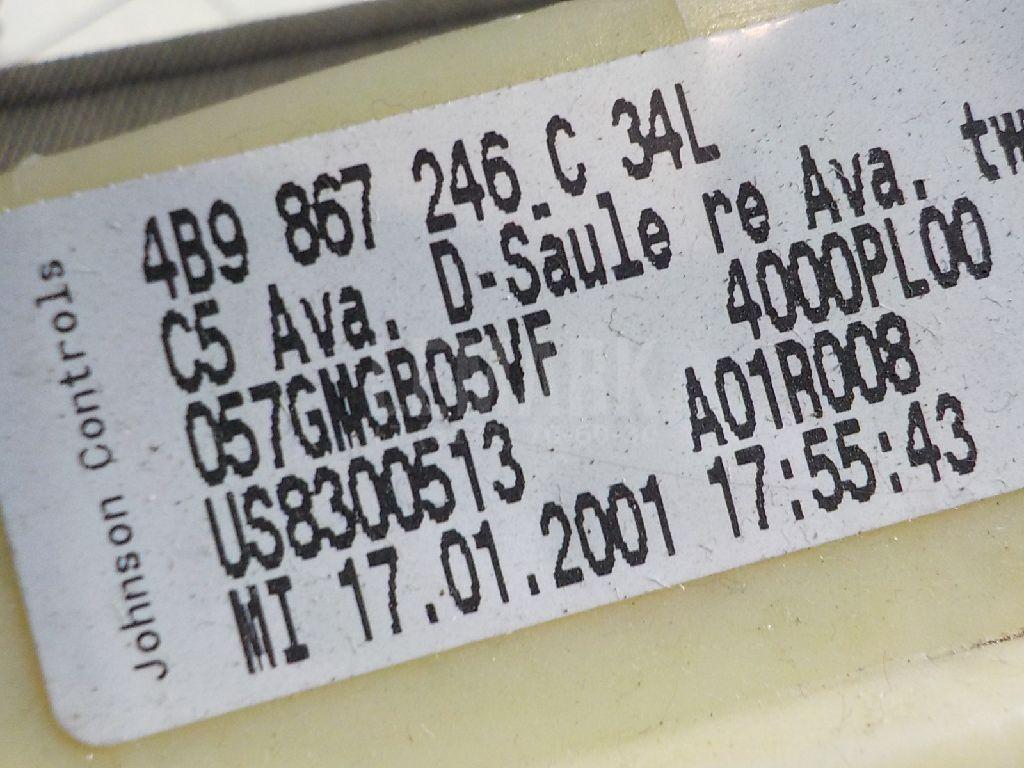 Johnson Controls
4B9 867 246 C 34L
C5 Ava. D-Säule re Ava.
057GMGB05VF 4000PL00
US8300513 A01R008
MI 17.01.2001 17:55:43